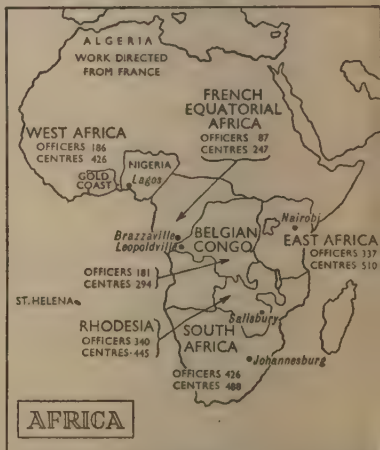 ALGERIA
WORK DIRECTED
FROM FRANCE
FRENCH
EQUATORIAL
AFRICA
OFFICERS 87
CENTRES 247
WEST AFRICA
OFFICERS 186
CENTRES 426
NIGERIA
GOLD
COAST
Lagos
Nairobi
Brazzaville
Leopoldville
BELGIAN
CONGO
EAST AFRICA
OFFICERS 337
CENTRES 510
OFFICERS 181
CENTRES 294
ST. HELENA
Salisbury
RHODESIA
OFFICERS 340
CENTRES·445
SOUTH
AFRICA
Johannesburg
OFFICERS 426
CENTRES 488
AFRICA